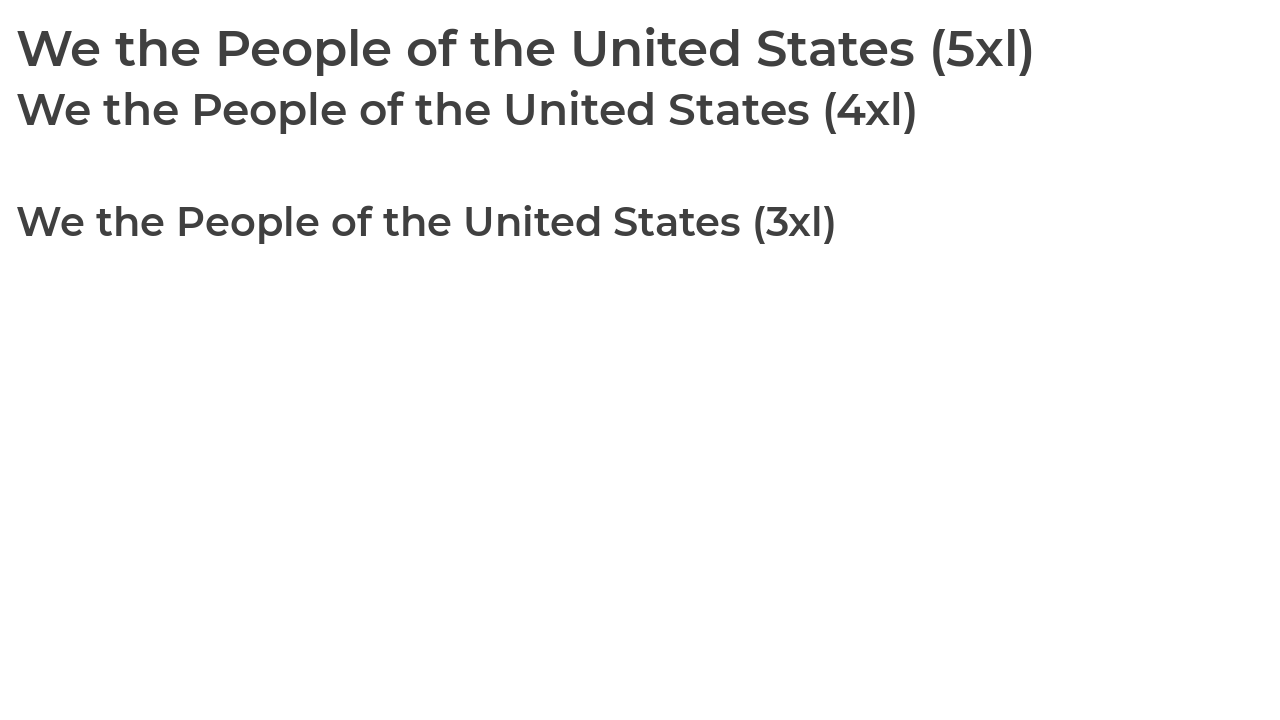 We the People of the United States (5xl)
We the People of the United States (4xl)
We the People of the United States (3xl)